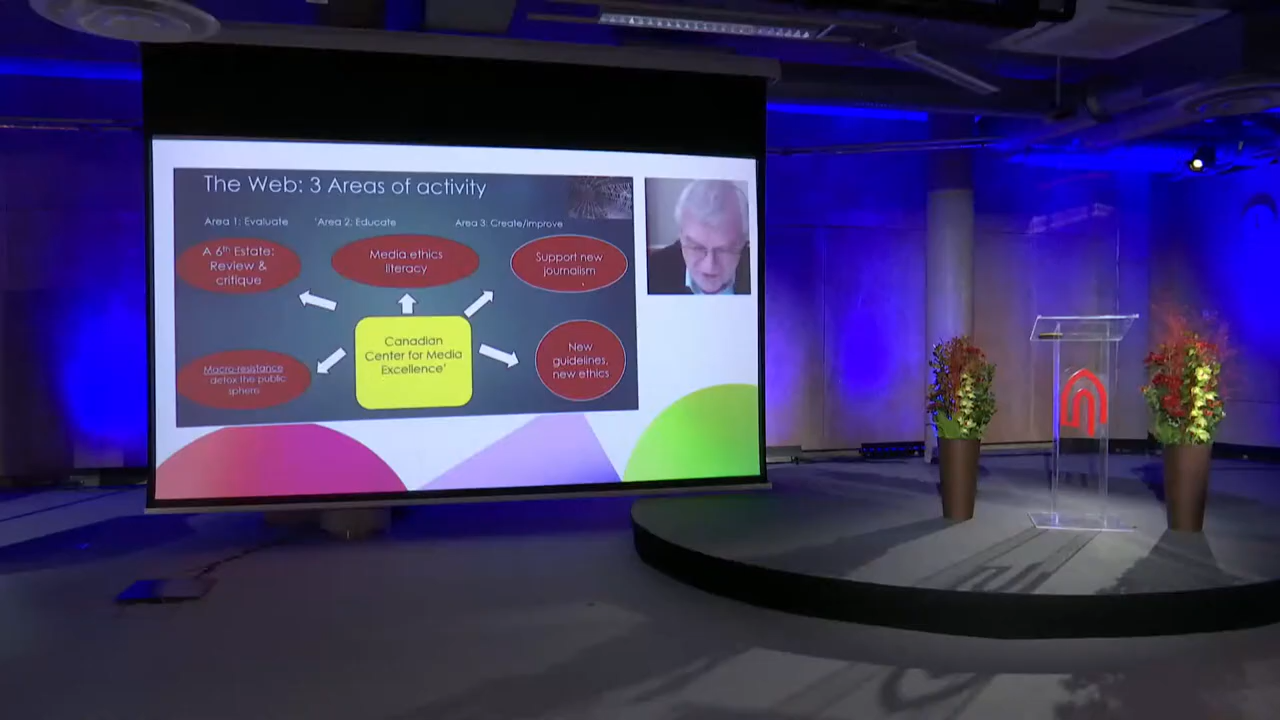 The Web: 3 Areas of activity
Area 1: Evaluate
'Area 2: Educate
Area 3: Create/improve
A 6th Estate:
Review &
critique
Media ethics
literacy
Support new
journalism
Canadian
Center for Media
Excellence'
New
guidelines,
new ethics
Macro-resistance
detox the public
sphere